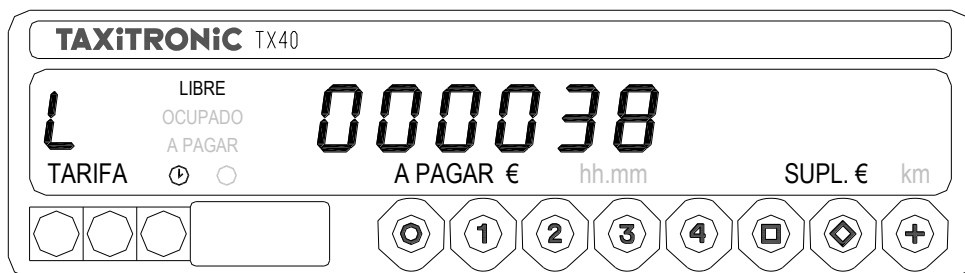 TAXiTRONiC TX40
LIBRE
L 000038
OCUPADO
A PAGAR
TARIFA A PAGAR € hh.mm SUPL. € km
1 2 3 4 +